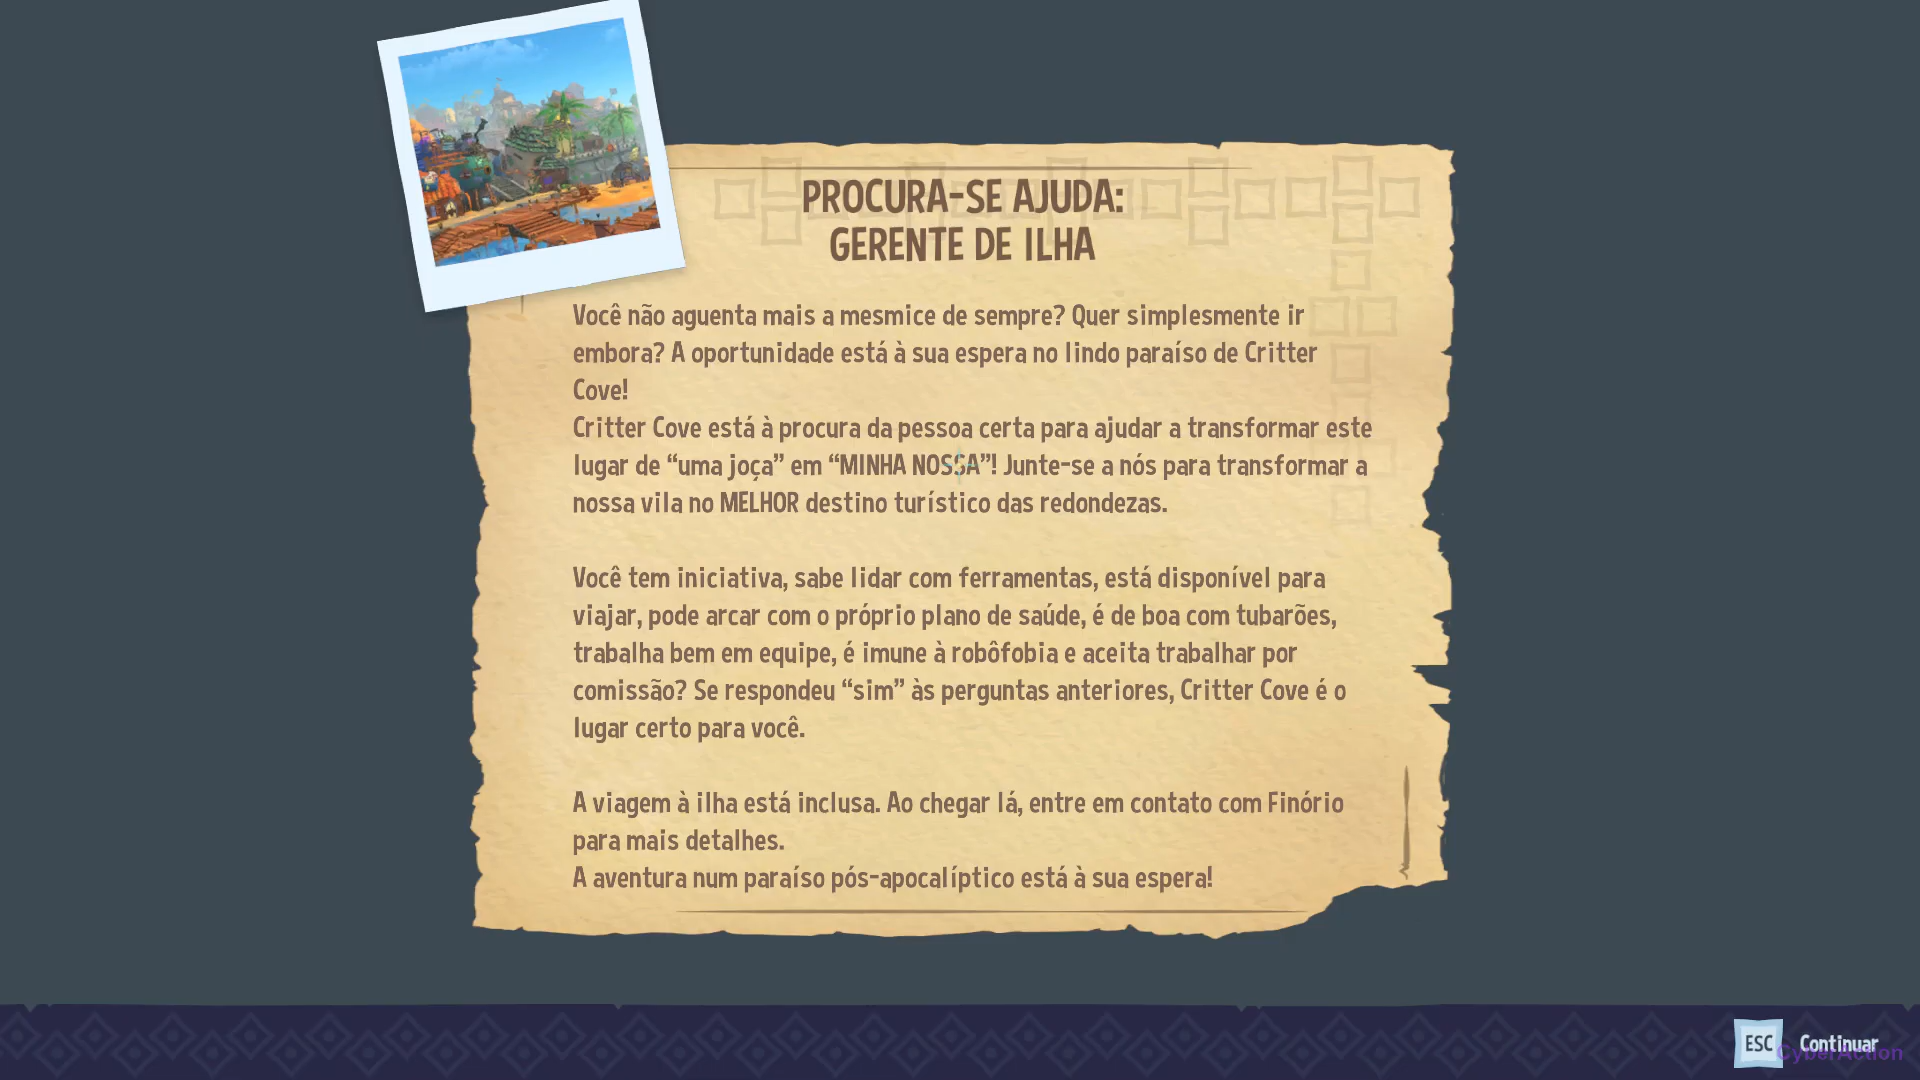 PROCURA-SE AJUDA:
GERENTE DE ILHA
Você não aguenta mais a mesmice de sempre? Quer simplesmente ir
embora? A oportunidade está à sua espera no lindo paraíso de Critter
Cove!
Critter Cove está à procura da pessoa certa para ajudar a transformar este
lugar de “uma joça” em “MINHA NOSSA”! Junte-se a nós para transformar a
nossa vila no MELHOR destino turístico das redondezas.
Você tem iniciativa, sabe lidar com ferramentas, está disponível para
viajar, pode arcar com o próprio plano de saúde, é de boa com tubarões,
trabalha bem em equipe, é imune à robôfobia e aceita trabalhar por
comissão? Se respondeu “sim” às perguntas anteriores, Critter Cove é o
lugar certo para você.
A viagem à ilha está inclusa. Ao chegar lá, entre em contato com Finório
para mais detalhes.
A aventura num paraíso pós-apocalíptico está à sua espera!
ESC Continuar
CyberAction